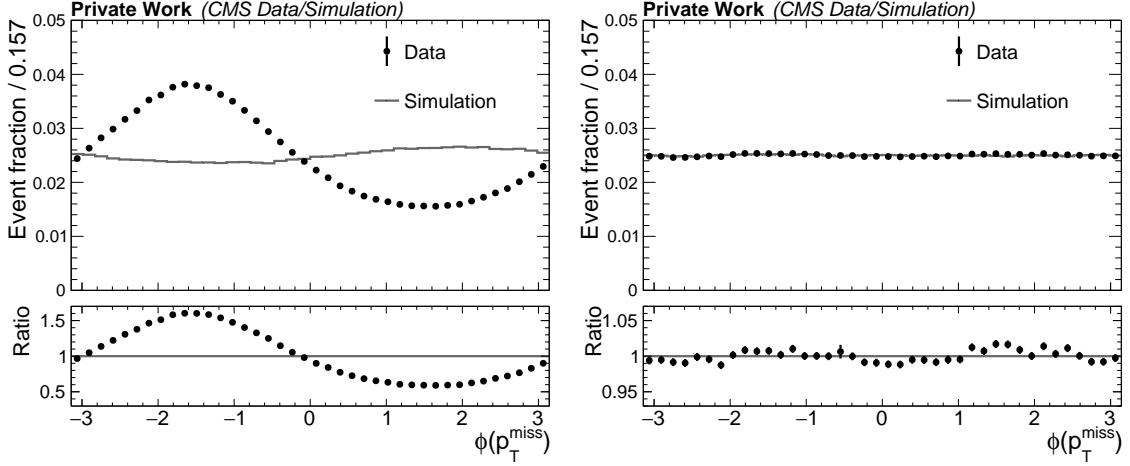 Private Work (CMS Data/Simulation)
Event fraction / 0.157
0.05
0.04
0.03
0.02
0.01
0
Data
Simulation
Ratio
1.5
1
0.5
−3 −2 −1 0 1 2 3
ϕ(p_T^miss)
Private Work (CMS Data/Simulation)
Event fraction / 0.157
0.05
0.04
0.03
0.02
0.01
0
Data
Simulation
Ratio
1.05
1
0.95
−3 −2 −1 0 1 2 3
ϕ(p_T^miss)